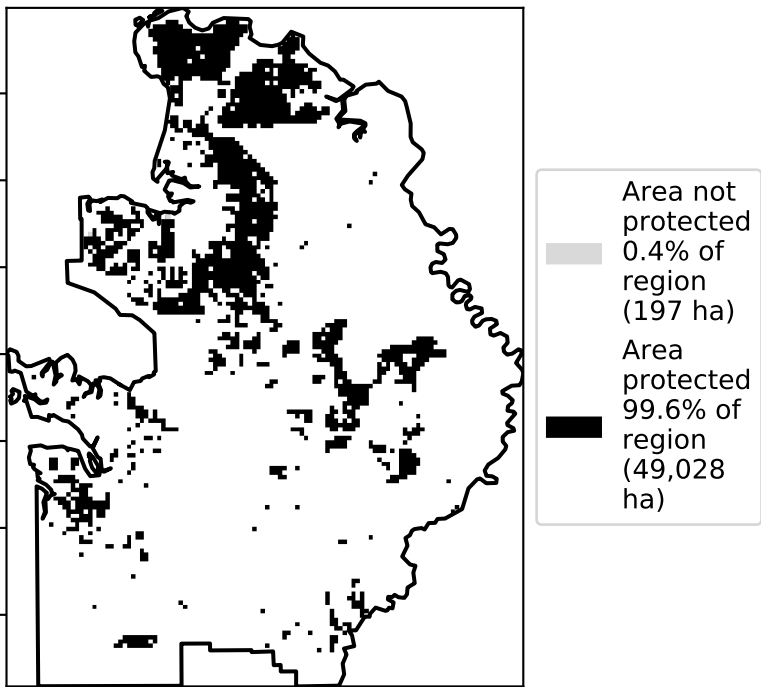 Area not
protected
0.4% of
region
(197 ha)
Area
protected
99.6% of
region
(49,028
ha)